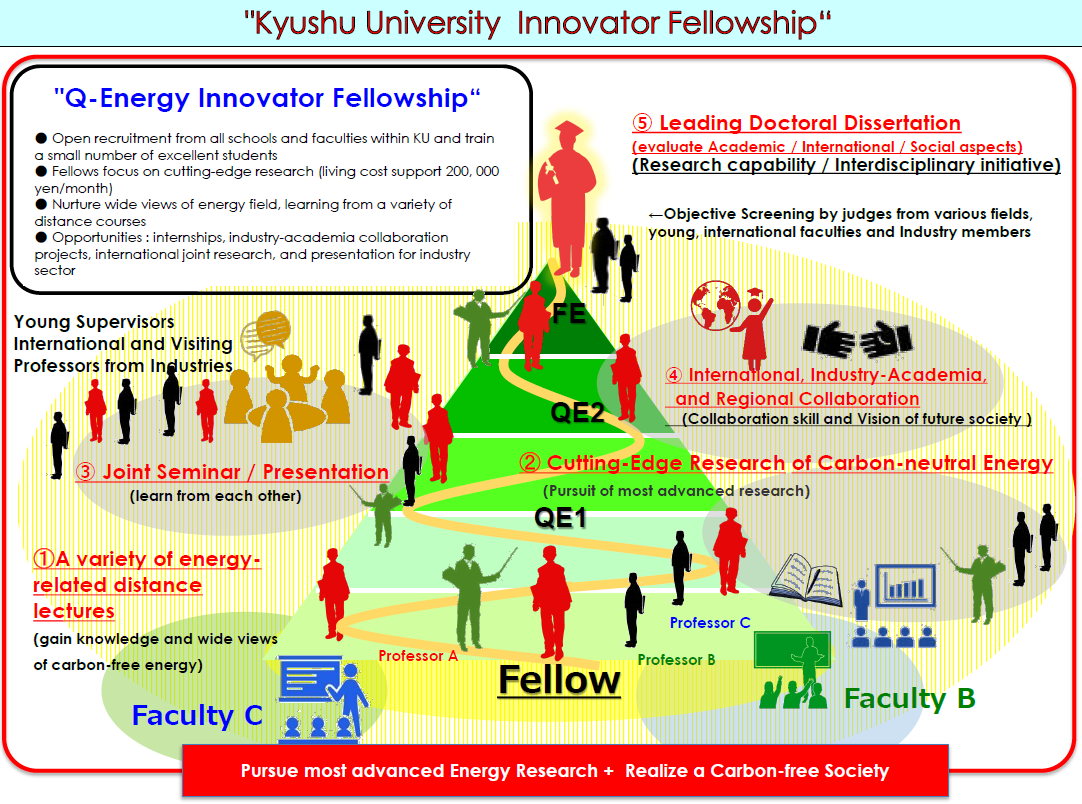 "Kyushu University Innovator Fellowship“
"Q-Energy Innovator Fellowship“
● Open recruitment from all schools and faculties within KU and train
a small number of excellent students
● Fellows focus on cutting-edge research (living cost support 200, 000
yen/month)
● Nurture wide views of energy field, learning from a variety of
distance courses
● Opportunities : internships, industry-academia collaboration
projects, international joint research, and presentation for industry
sector
⑤ Leading Doctoral Dissertation
(evaluate Academic / International / Social aspects)
(Research capability / Interdisciplinary initiative)
←Objective Screening by judges from various fields,
young, international faculties and Industry members
Young Supervisors
International and Visiting
Professors from Industries
FE
④ International, Industry-Academia,
and Regional Collaboration
(Collaboration skill and Vision of future society )
QE2
③ Joint Seminar / Presentation
(learn from each other)
② Cutting-Edge Research of Carbon-neutral Energy
(Pursuit of most advanced research)
QE1
①A variety of energy-
related distance
lectures
(gain knowledge and wide views
of carbon-free energy)
Professor C
Professor A
Professor B
Fellow
Faculty C
Faculty B
Pursue most advanced Energy Research + Realize a Carbon-free Society